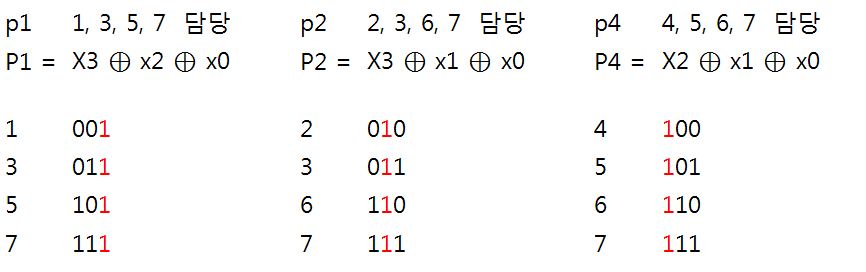 p1 1, 3, 5, 7 담당 p2 2, 3, 6, 7 담당 p4 4, 5, 6, 7 담당
P1 = X3 ⊕ x2 ⊕ x0 P2 = X3 ⊕ x1 ⊕ x0 P4 = X2 ⊕ x1 ⊕ x0
1 001 2 010 4 100
3 011 3 011 5 101
5 101 6 110 6 110
7 111 7 111 7 111